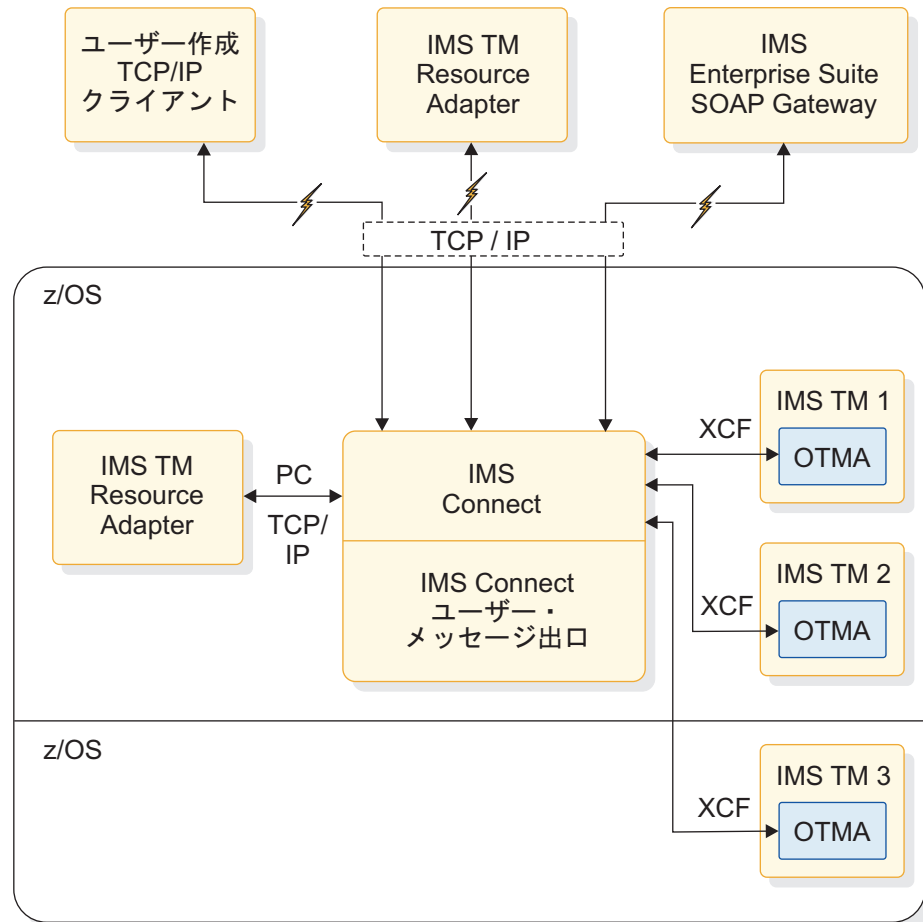 ユーザー作成
TCP/IP
クライアント
IMS TM
Resource
Adapter
IMS
Enterprise Suite
SOAP Gateway
TCP / IP
z/OS
IMS TM
Resource
Adapter
PC
TCP/
IP
IMS
Connect
IMS Connect
ユーザー・
メッセージ出口
XCF
IMS TM 1
OTMA
XCF
IMS TM 2
OTMA
z/OS
XCF
IMS TM 3
OTMA